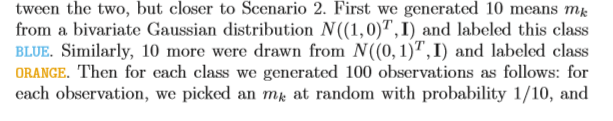 tween the two, but closer to Scenario 2. First we generated 10 means m_k
from a bivariate Gaussian distribution N((1,0)^T, I) and labeled this class
BLUE. Similarly, 10 more were drawn from N((0,1)^T, I) and labeled class
ORANGE. Then for each class we generated 100 observations as follows: for
each observation, we picked an m_k at random with probability 1/10, and